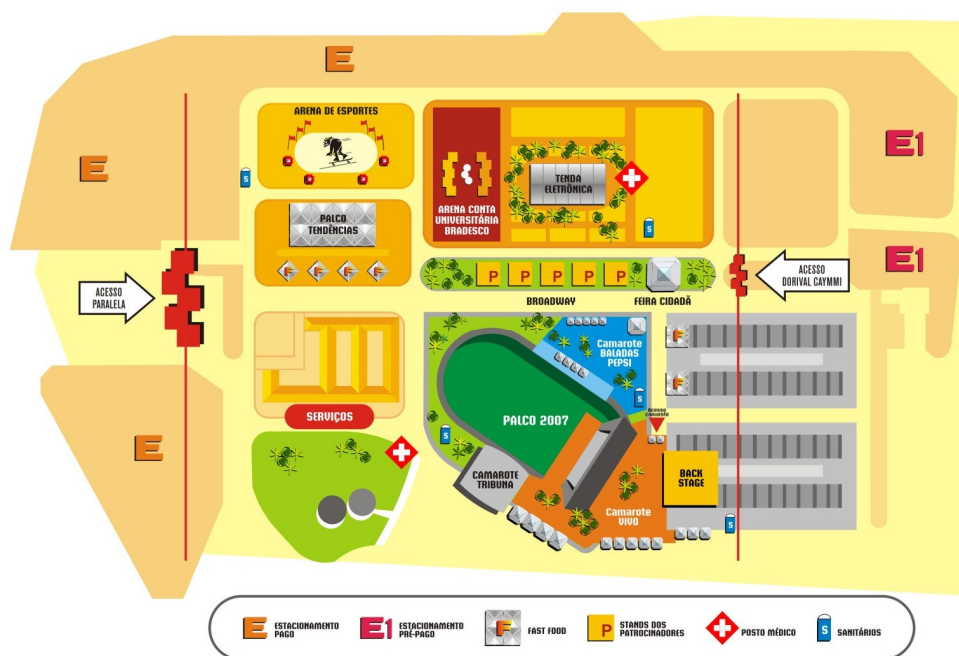 E
ARENA DE ESPORTES
E1
E
S
ARENA CONTA
UNIVERSITÁRIA
BRADESCO
TENDA
ELETRÔNICA
S
PALCO
TENDÊNCIAS
F F F F
ACESSO
PARALELA
P P P P P
BROADWAY
FEIRA CIDADÃ
ACESSO
DORIVAL CAYMMI
E1
SERVIÇOS
Camarote
BALADAS
PEPSI
S
F
F
Acesso
camarote
PALCO 2007
S
E
CAMAROTE
TRIBUNA
BACK
STAGE
Camarote
VIVO
S
E ESTACIONAMENTO
PAGO
E1 ESTACIONAMENTO
PRÉ-PAGO
F FAST FOOD
P STANDS DOS
PATROCINADORES
POSTO MÉDICO
S SANITÁRIOS